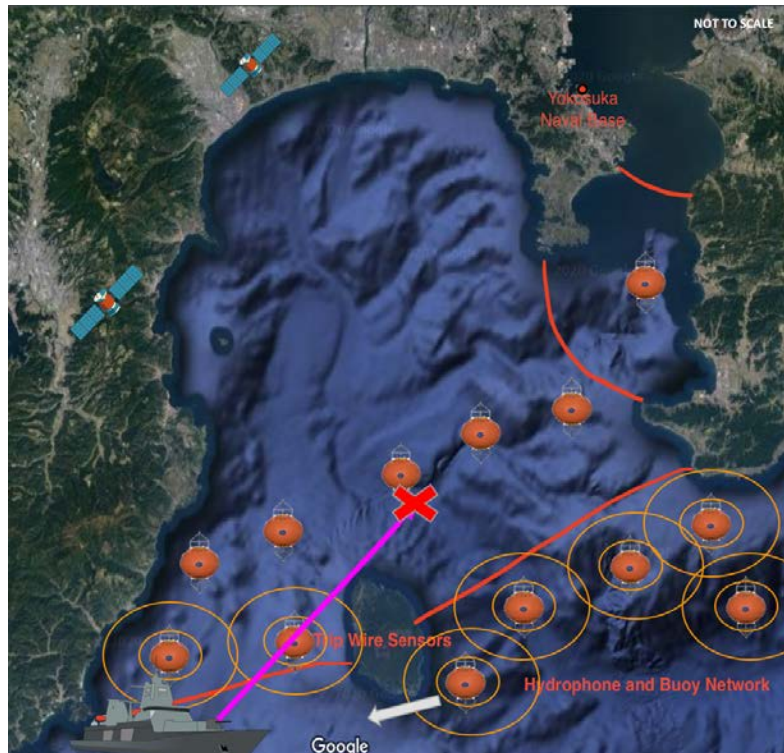 NOT TO SCALE
Yokosuka
Naval Base
Trip Wire Sensors
Hydrophone and Buoy Network
Google